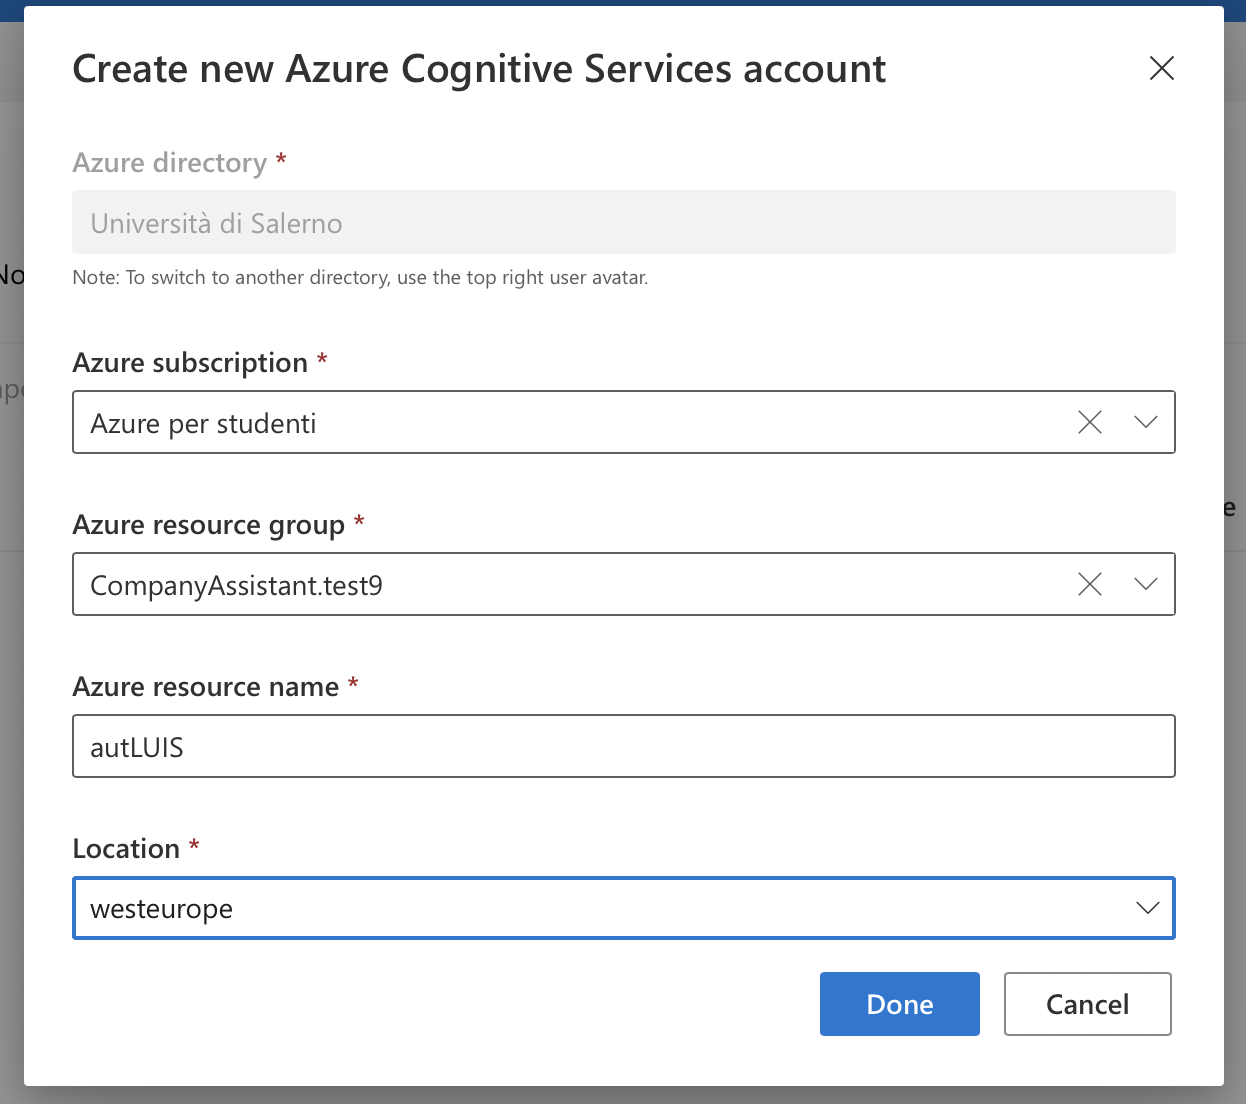 Create new Azure Cognitive Services account
Azure directory *
Università di Salerno
Note: To switch to another directory, use the top right user avatar.
Azure subscription *
Azure per studenti
Azure resource group *
CompanyAssistant.test9
Azure resource name *
autLUIS
Location *
westeurope
Done
Cancel